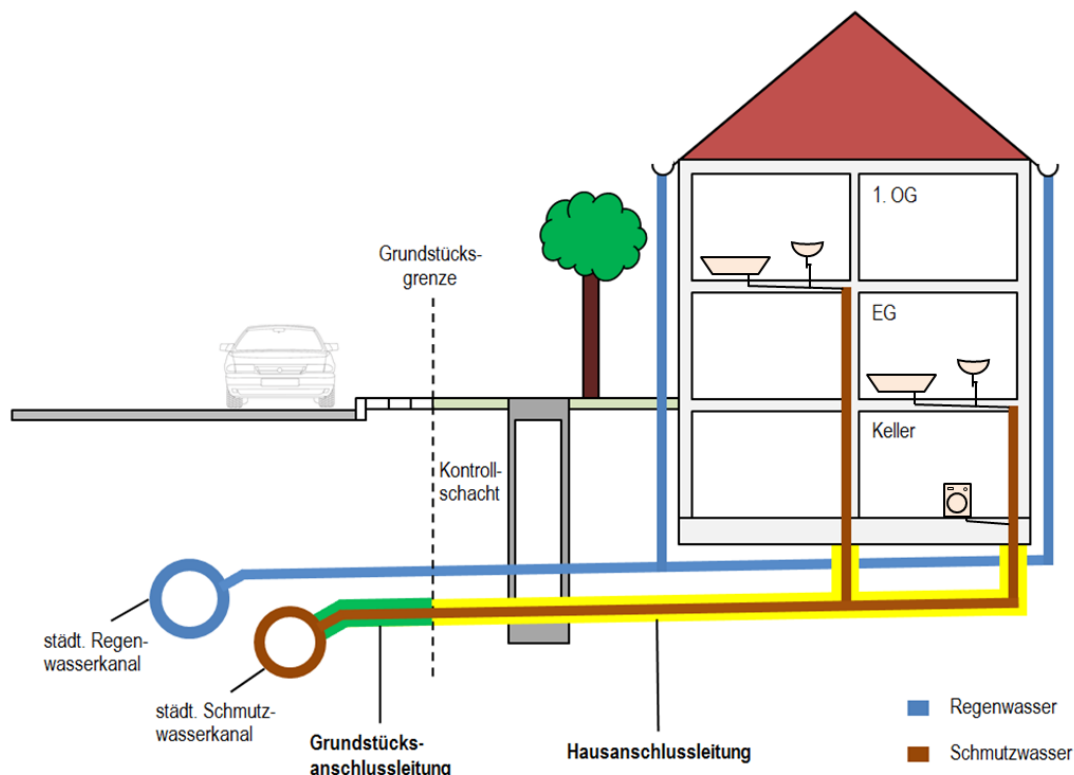 1. OG
Grundstücks-
grenze
EG
Keller
Kontroll-
schacht
städt. Regen-
wasserkanal
städt. Schmutz-
wasserkanal
Grundstücks-
anschlussleitung
Hausanschlussleitung
Regenwasser
Schmutzwasser